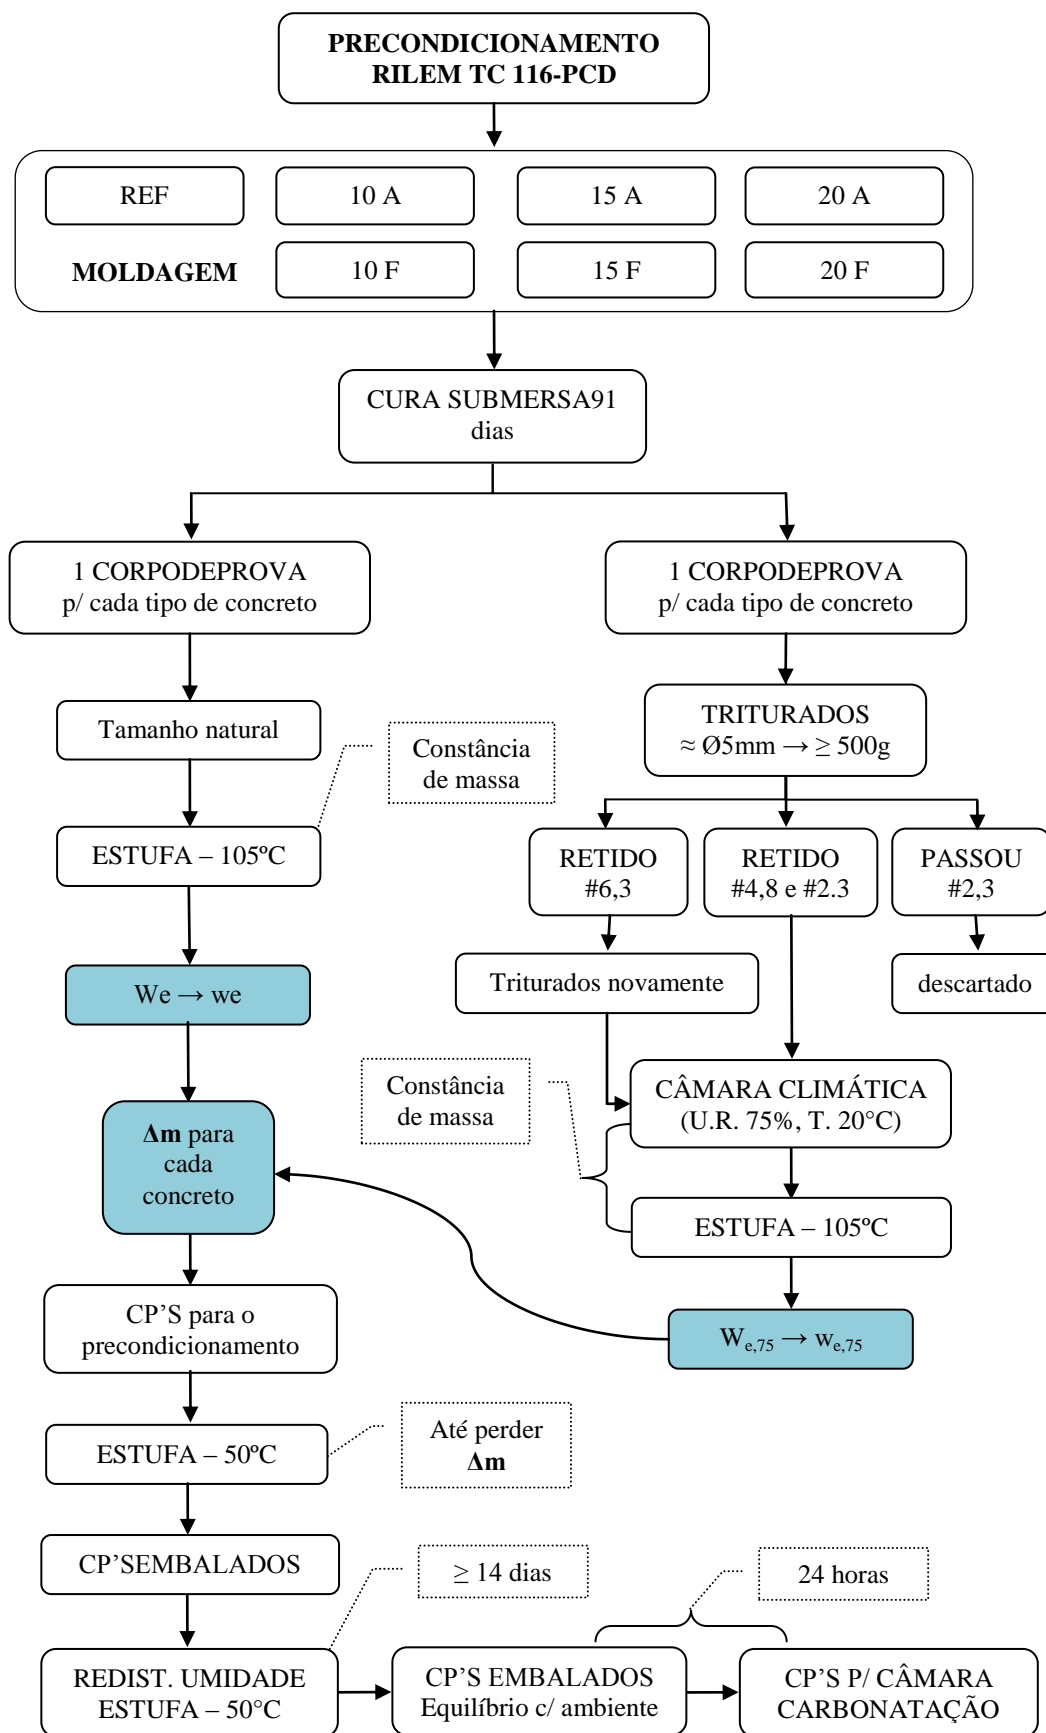 PRECONDICIONAMENTO
RILEM TC 116-PCD
REF
10 A
15 A
20 A
MOLDAGEM
10 F
15 F
20 F
CURA SUBMERSA91
dias
1 CORPODEPROVA
p/ cada tipo de concreto
1 CORPODEPROVA
p/ cada tipo de concreto
Tamanho natural
Constância
de massa
TRITURADOS
≈ Ø5mm → ≥ 500g
ESTUFA – 105ºC
RETIDO
#6,3
RETIDO
#4,8 e #2.3
PASSOU
#2,3
We → we
Triturados novamente
descartado
Constância
de massa
CÂMARA CLIMÁTICA
(U.R. 75%, T. 20°C)
Δm para
cada
concreto
ESTUFA – 105ºC
CP’S para o
precondicionamento
We,75 → we,75
ESTUFA – 50ºC
Até perder
Δm
CP’SEMBALADOS
≥ 14 dias
24 horas
REDIST. UMIDADE
ESTUFA – 50°C
CP’S EMBALADOS
Equilíbrio c/ ambiente
CP’S P/ CÂMARA
CARBONATAÇÃO